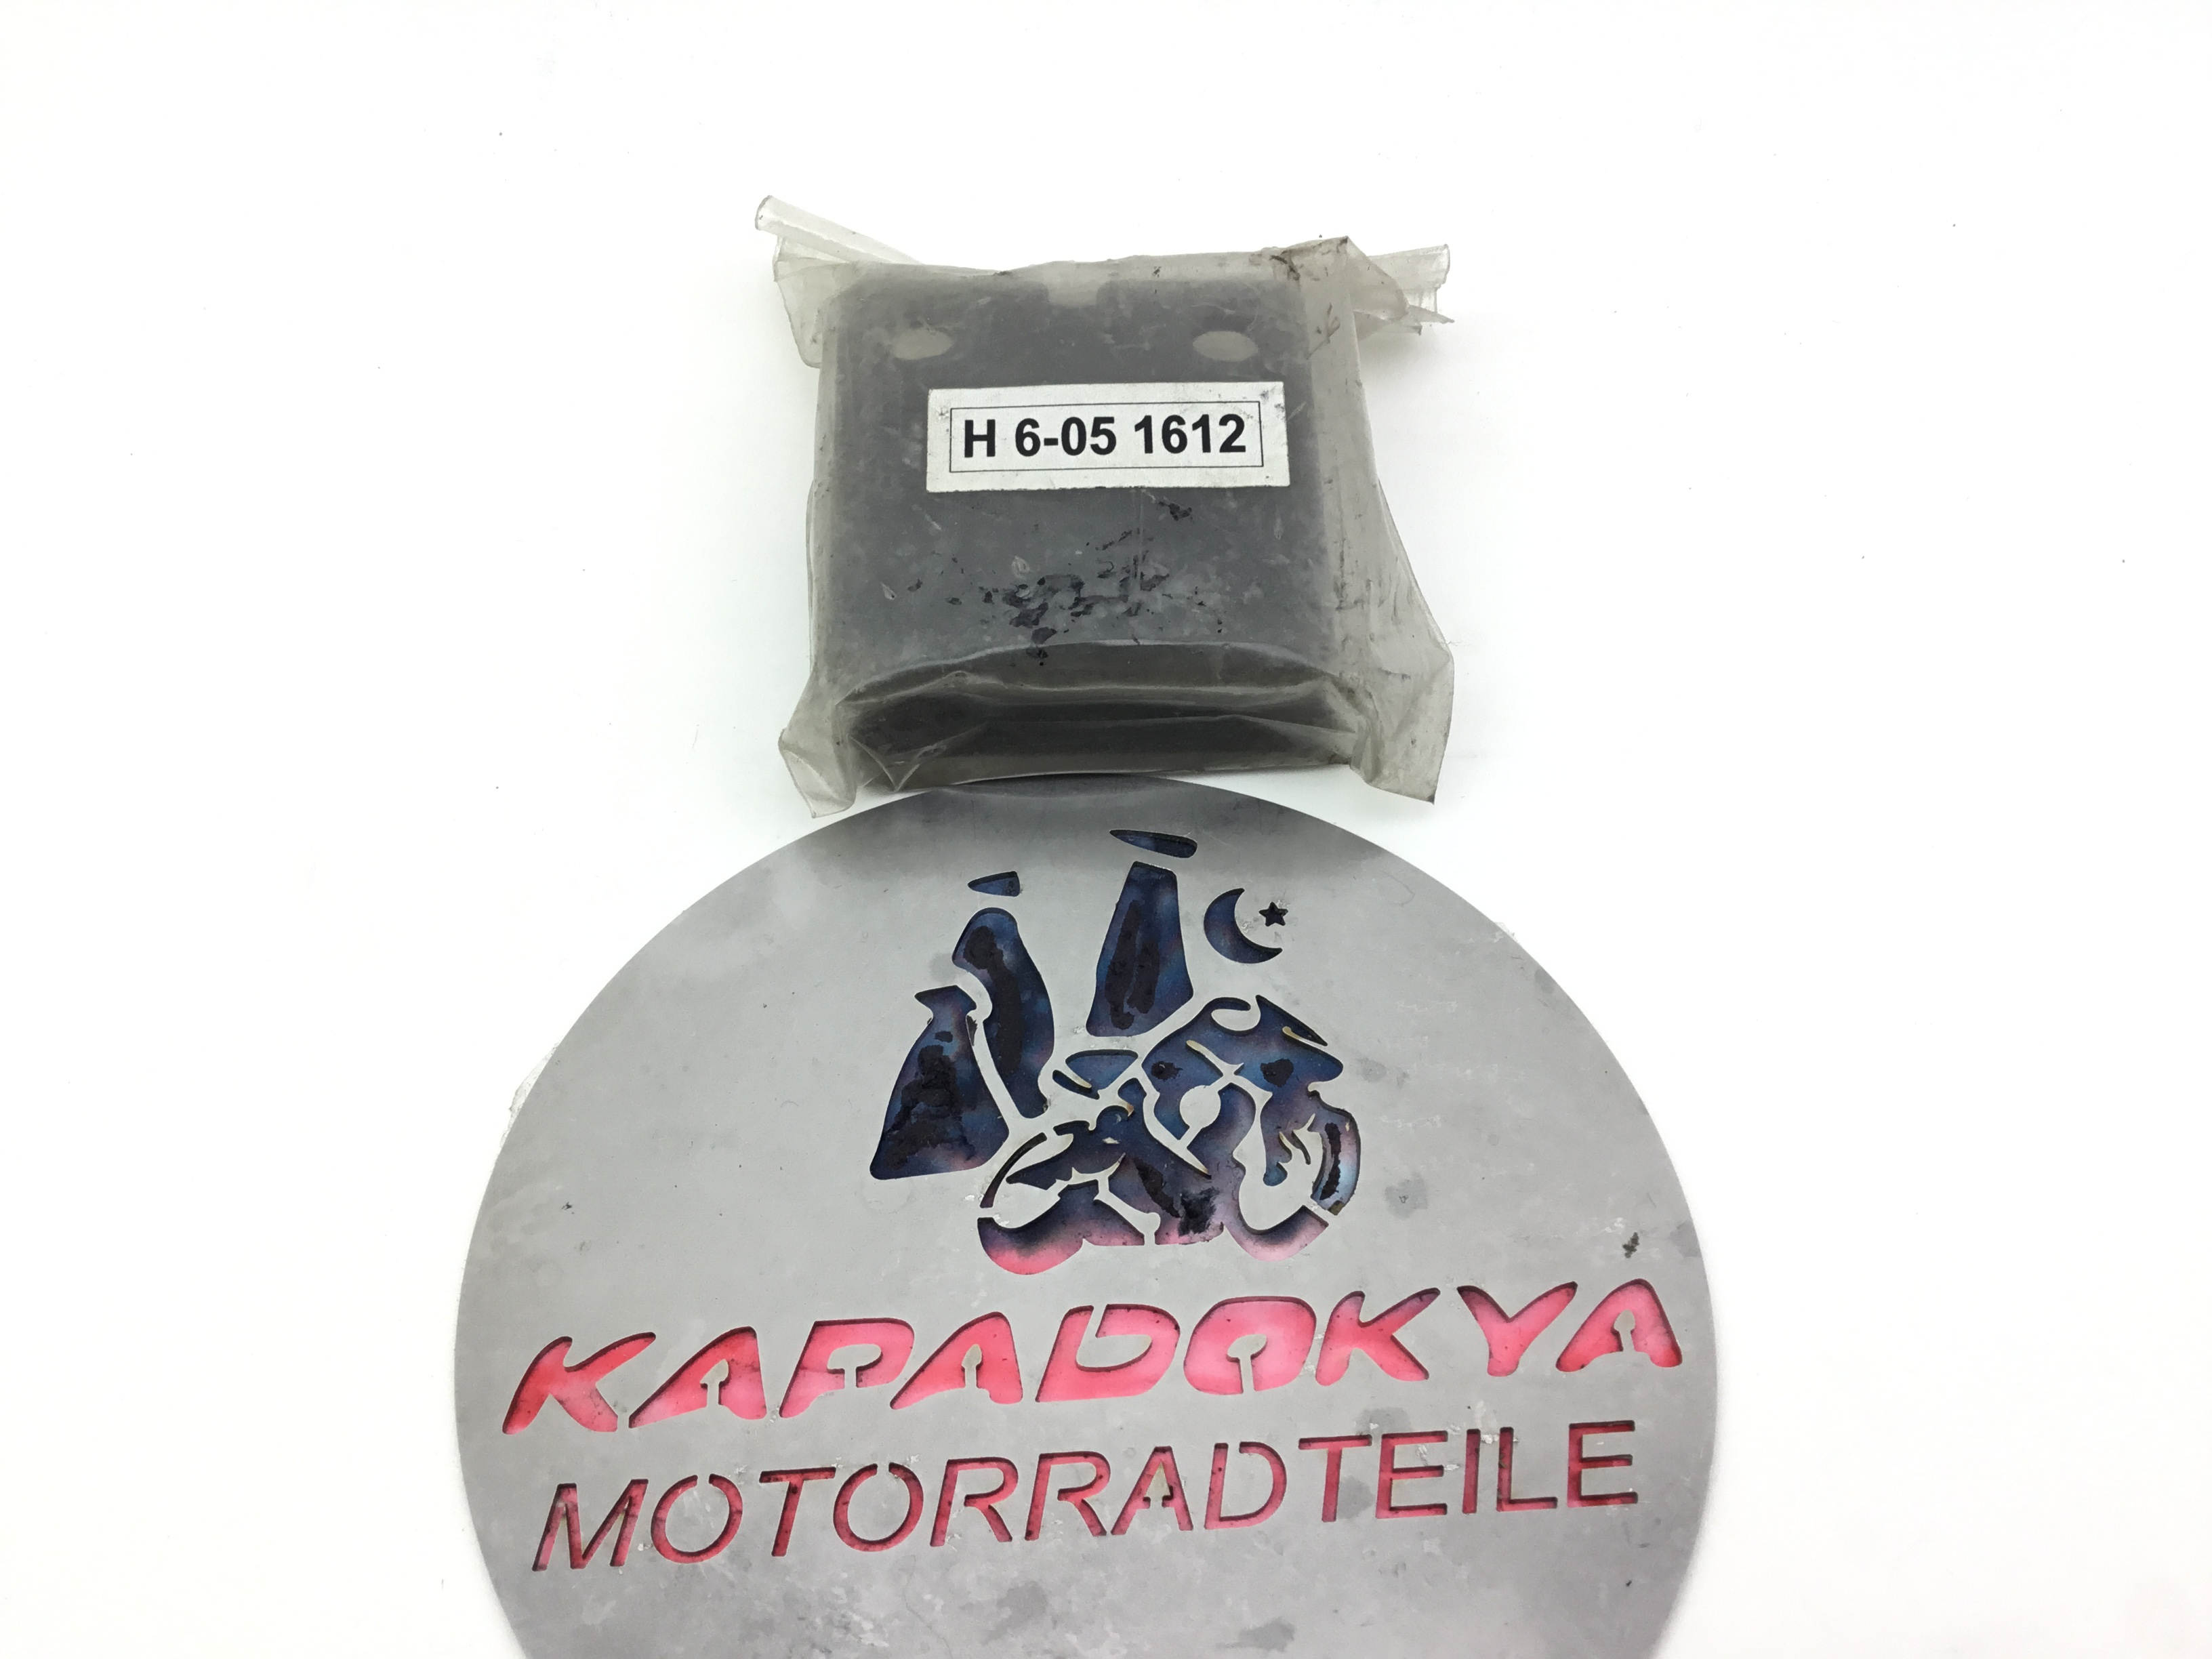 H 6-05 1612
KAPADOKYA
MOTORRADTEILE